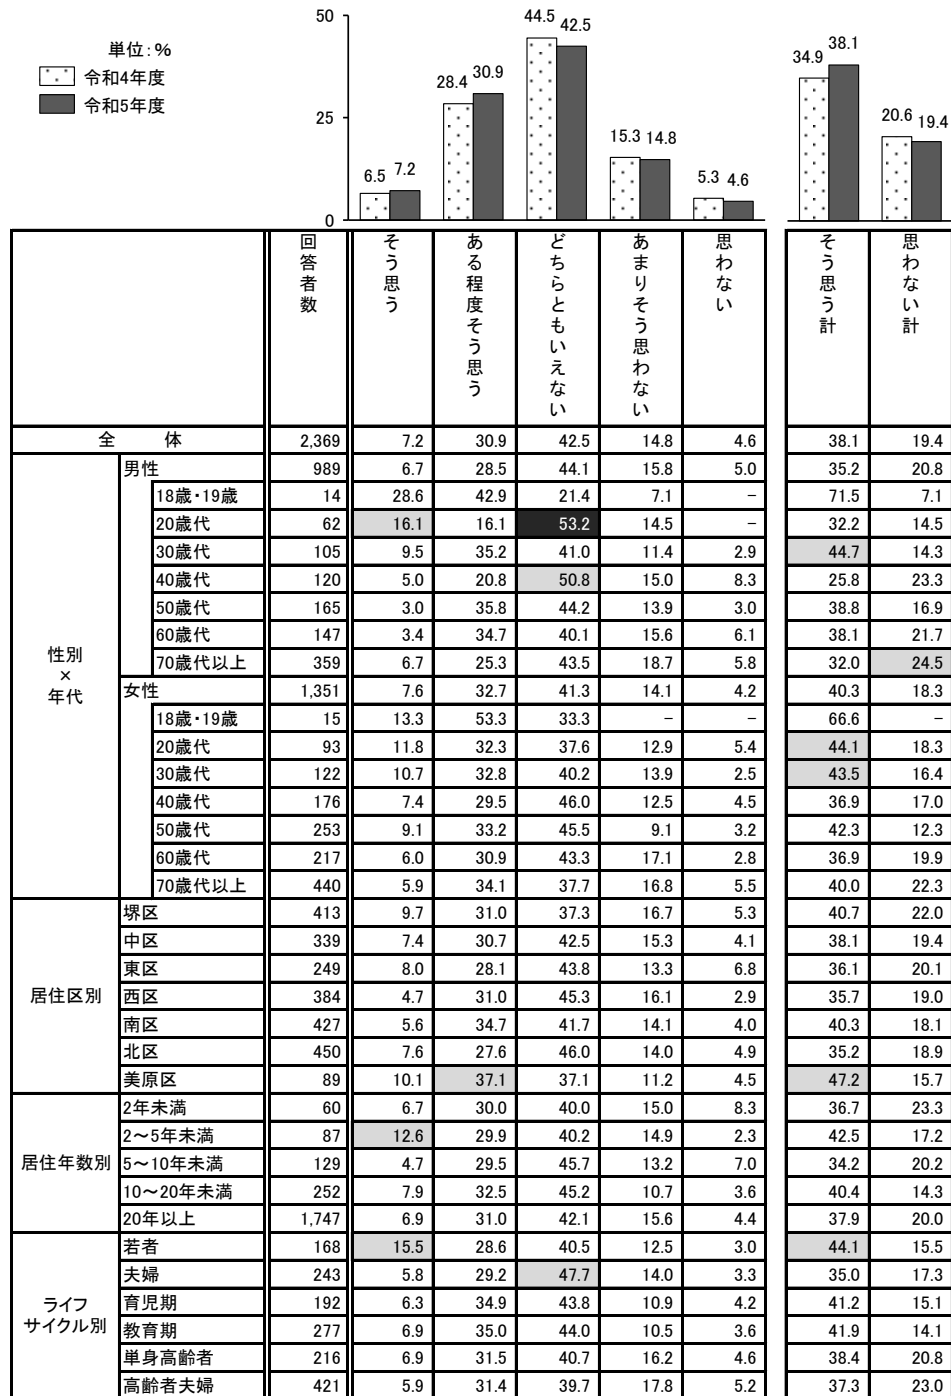 単位:%
令和4年度
令和5年度
50
25
0
6.5 7.2
28.4 30.9
44.5 42.5
15.3 14.8
5.3 4.6
34.9 38.1
20.6 19.4
回答者数 そう思う ある程度そう思う どちらともいえない あまりそう思わない 思わない そう思う計 思わない計
全体 2,369 7.2 30.9 42.5 14.8 4.6 38.1 19.4
性別×年代
男性 989 6.7 28.5 44.1 15.8 5.0 35.2 20.8
18歳・19歳 14 28.6 42.9 21.4 7.1 − 71.5 7.1
20歳代 62 16.1 16.1 53.2 14.5 − 32.2 14.5
30歳代 105 9.5 35.2 41.0 11.4 2.9 44.7 14.3
40歳代 120 5.0 20.8 50.8 15.0 8.3 25.8 23.3
50歳代 165 3.0 35.8 44.2 13.9 3.0 38.8 16.9
60歳代 147 3.4 34.7 40.1 15.6 6.1 38.1 21.7
70歳代以上 359 6.7 25.3 43.5 18.7 5.8 32.0 24.5
女性 1,351 7.6 32.7 41.3 14.1 4.2 40.3 18.3
18歳・19歳 15 13.3 53.3 33.3 − − 66.6 −
20歳代 93 11.8 32.3 37.6 12.9 5.4 44.1 18.3
30歳代 122 10.7 32.8 40.2 13.9 2.5 43.5 16.4
40歳代 176 7.4 29.5 46.0 12.5 4.5 36.9 17.0
50歳代 253 9.1 33.2 45.5 9.1 3.2 42.3 12.3
60歳代 217 6.0 30.9 43.3 17.1 2.8 36.9 19.9
70歳代以上 440 5.9 34.1 37.7 16.8 5.5 40.0 22.3
居住区別
堺区 413 9.7 31.0 37.3 16.7 5.3 40.7 22.0
中区 339 7.4 30.7 42.5 15.3 4.1 38.1 19.4
東区 249 8.0 28.1 43.8 13.3 6.8 36.1 20.1
西区 384 4.7 31.0 45.3 16.1 2.9 35.7 19.0
南区 427 5.6 34.7 41.7 14.1 4.0 40.3 18.1
北区 450 7.6 27.6 46.0 14.0 4.9 35.2 18.9
美原区 89 10.1 37.1 37.1 11.2 4.5 47.2 15.7
居住年数別
2年未満 60 6.7 30.0 40.0 15.0 8.3 36.7 23.3
2〜5年未満 87 12.6 29.9 40.2 14.9 2.3 42.5 17.2
5〜10年未満 129 4.7 29.5 45.7 13.2 7.0 34.2 20.2
10〜20年未満 252 7.9 32.5 45.2 10.7 3.6 40.4 14.3
20年以上 1,747 6.9 31.0 42.1 15.6 4.4 37.9 20.0
ライフサイクル別
若者 168 15.5 28.6 40.5 12.5 3.0 44.1 15.5
夫婦 243 5.8 29.2 47.7 14.0 3.3 35.0 17.3
育児期 192 6.3 34.9 43.8 10.9 4.2 41.2 15.1
教育期 277 6.9 35.0 44.0 10.5 3.6 41.9 14.1
単身高齢者 216 6.9 31.5 40.7 16.2 4.6 38.4 20.8
高齢者夫婦 421 5.9 31.4 39.7 17.8 5.2 37.3 23.0